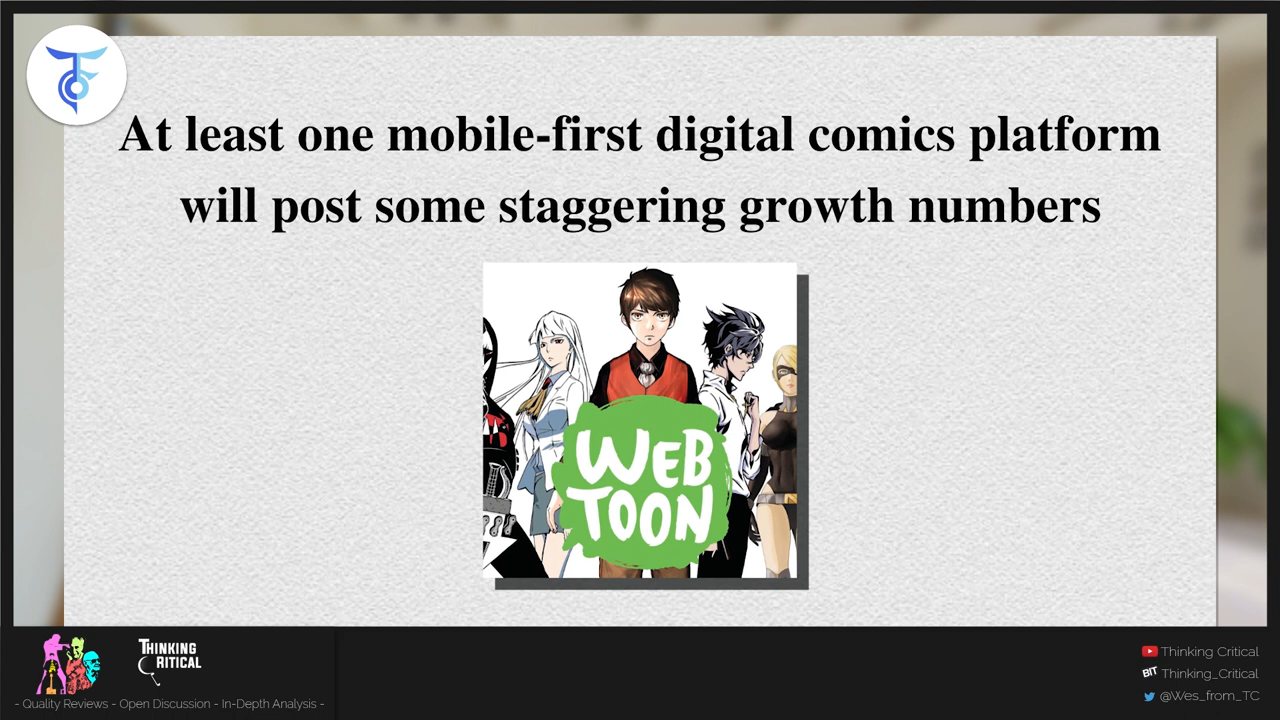 At least one mobile-first digital comics platform
will post some staggering growth numbers
WEB
TOON
THINKING
CRITICAL
- Quality Reviews - Open Discussion - In-Depth Analysis -
Thinking Critical
BIT Thinking_Critical
@Wes_from_TC